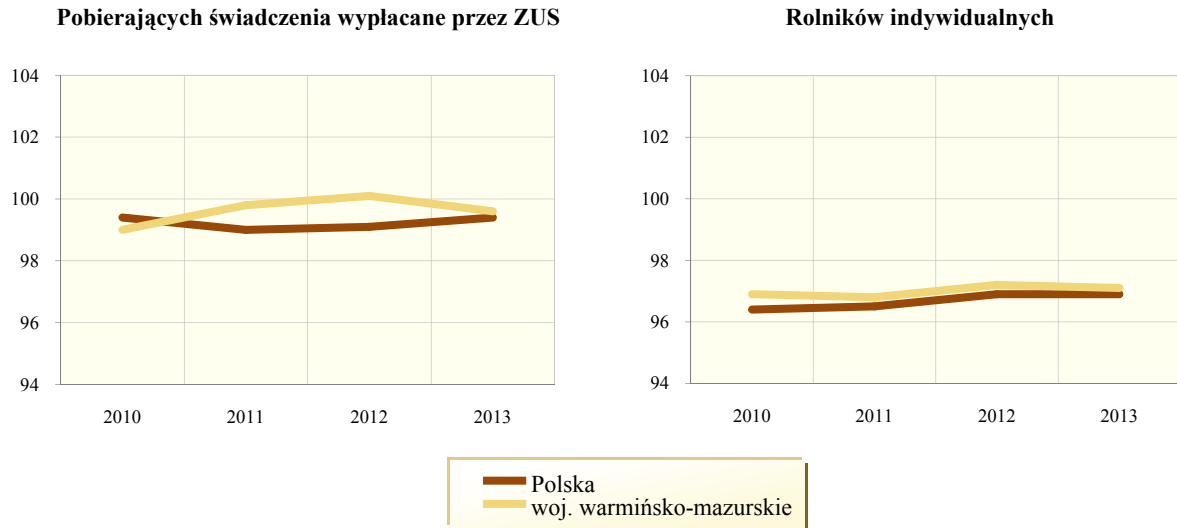 Pobierających świadczenia wypłacane przez ZUS
104
102
100
98
96
94
2010 2011 2012 2013
Rolników indywidualnych
104
102
100
98
96
94
2010 2011 2012 2013
Polska
woj. warmińsko-mazurskie